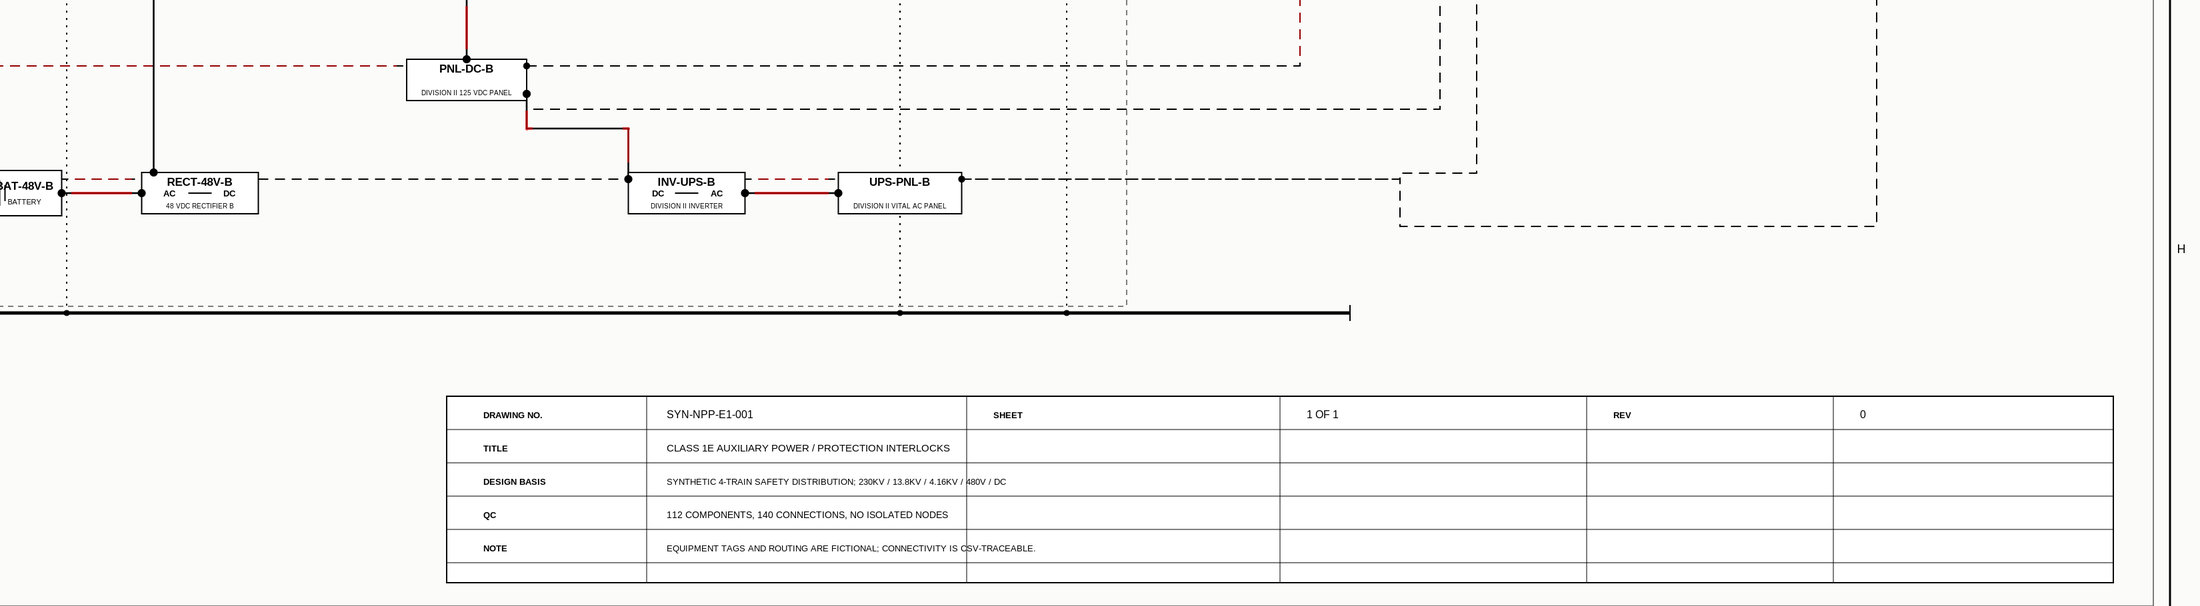 PNL-DC-B
DIVISION II 125 VDC PANEL
BAT-48V-B
BATTERY
RECT-48V-B
AC DC
48 VDC RECTIFIER B
INV-UPS-B
DC AC
DIVISION II INVERTER
UPS-PNL-B
DIVISION II VITAL AC PANEL
H
DRAWING NO. SYN-NPP-E1-001 SHEET 1 OF 1 REV 0
TITLE CLASS 1E AUXILIARY POWER / PROTECTION INTERLOCKS
DESIGN BASIS SYNTHETIC 4-TRAIN SAFETY DISTRIBUTION; 230KV / 13.8KV / 4.16KV / 480V / DC
QC 112 COMPONENTS, 140 CONNECTIONS, NO ISOLATED NODES
NOTE EQUIPMENT TAGS AND ROUTING ARE FICTIONAL; CONNECTIVITY IS CSV-TRACEABLE.